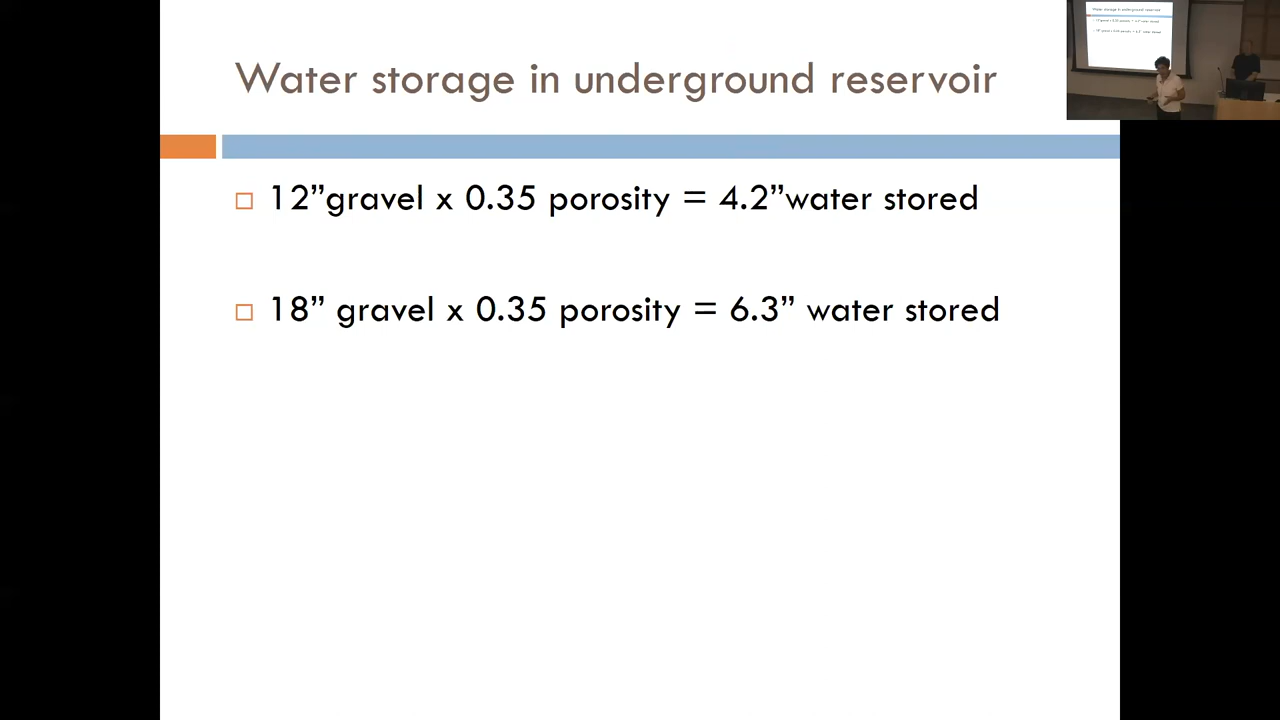 Water storage in underground reservoir
12”gravel x 0.35 porosity = 4.2”water stored
18” gravel x 0.35 porosity = 6.3” water stored